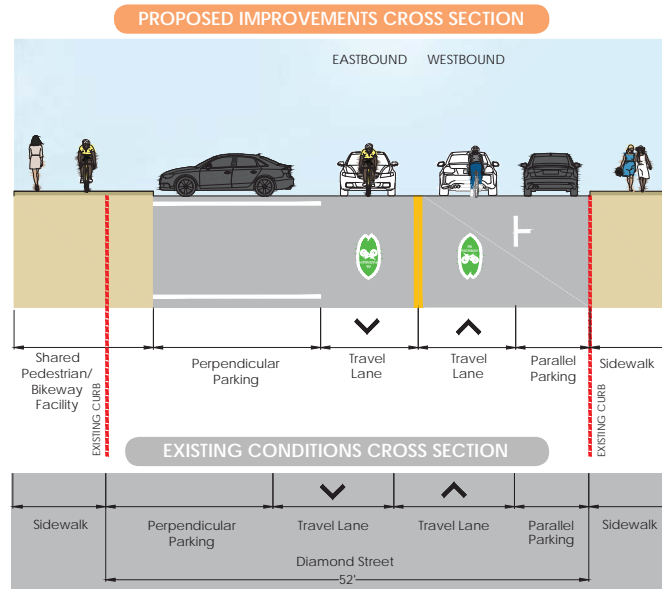 PROPOSED IMPROVEMENTS CROSS SECTION
EASTBOUND
WESTBOUND
Shared
Pedestrian/
Bikeway
Facility
EXISTING CURB
Perpendicular
Parking
Travel
Lane
Travel
Lane
Parallel
Parking
EXISTING CURB
Sidewalk
EXISTING CONDITIONS CROSS SECTION
Sidewalk
Perpendicular
Parking
Travel Lane
Travel Lane
Parallel
Parking
Sidewalk
Diamond Street
52'